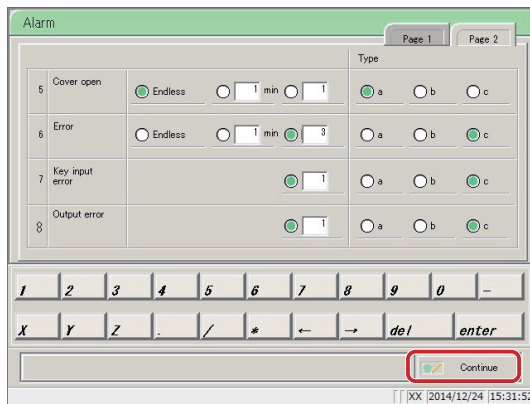 Alarm
Page 1 Page 2
Type
5 Cover open Endless 1 min 1 a b c
6 Error Endless 1 min 3 a b c
7 Key input error 1 a b c
8 Output error 1 a b c
1 2 3 4 5 6 7 8 9 0 −
X Y Z . / * ← → del enter
Continue
XX 2014/12/24 15:31:52